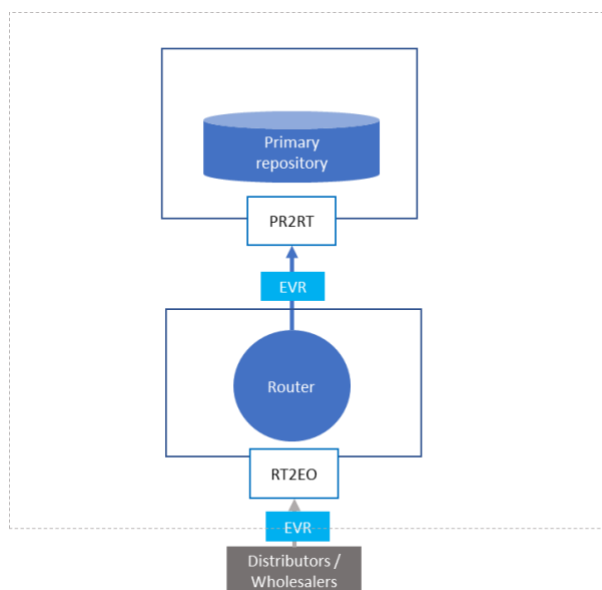 Primary
repository
PR2RT
EVR
Router
RT2EO
EVR
Distributors /
Wholesalers